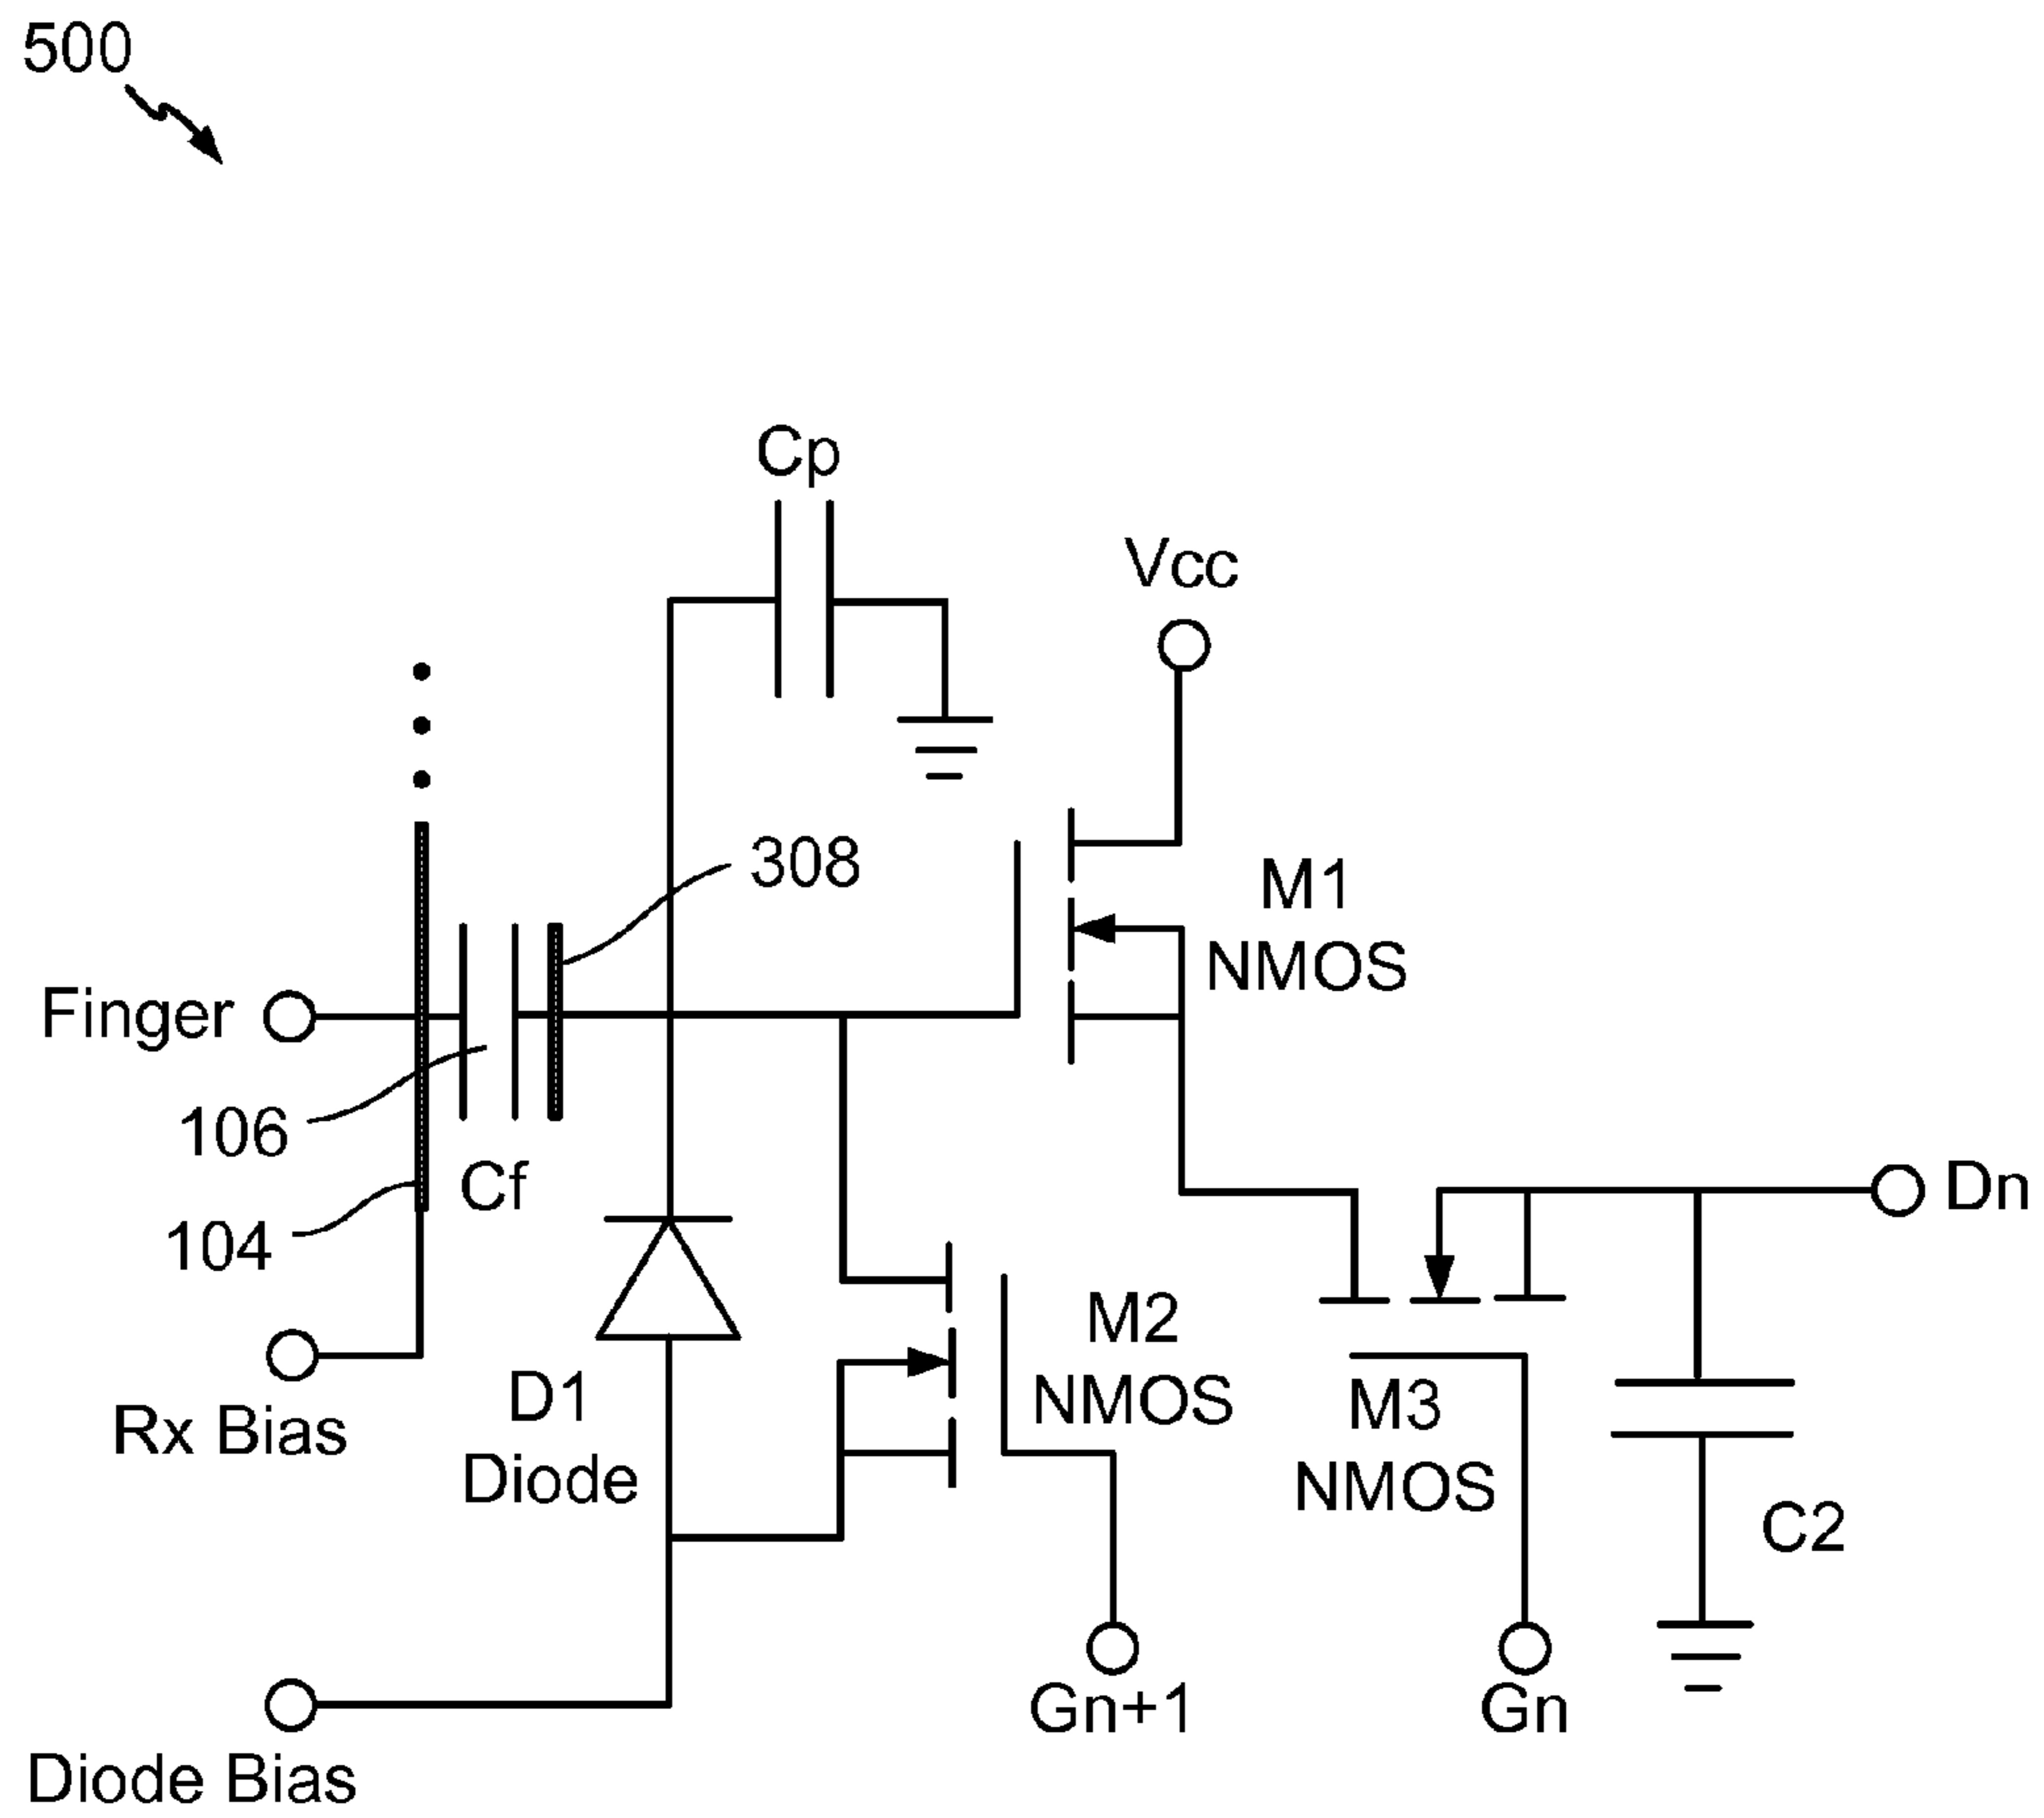 500
Cp
Vcc
308
M1
NMOS
Finger
106
Cf
104
Dn
Rx Bias
D1
Diode
M2
NMOS
M3
NMOS
C2
Gn+1
Gn
Diode Bias